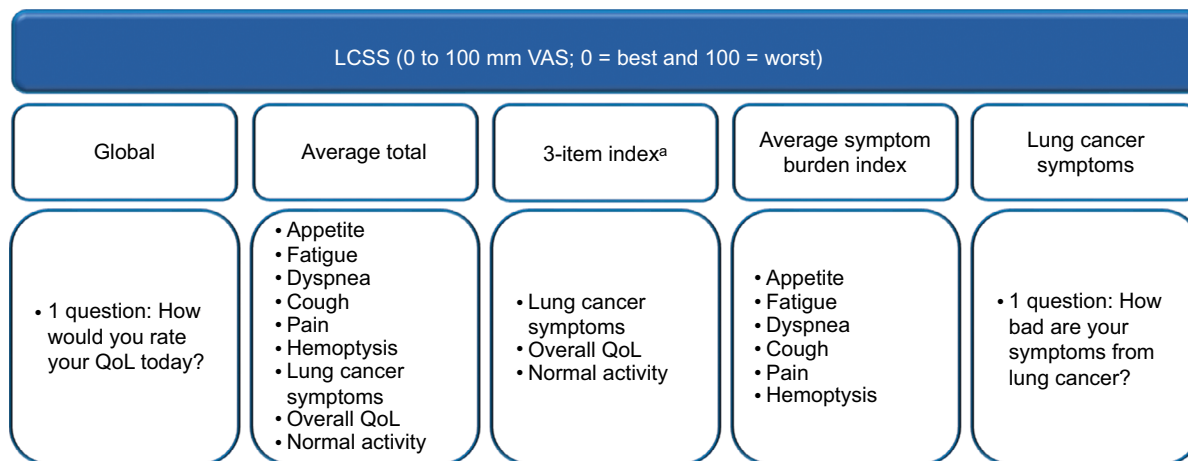 LCSS (0 to 100 mm VAS; 0 = best and 100 = worst)
Global
Average total
3-item indexᵃ
Average symptom
burden index
Lung cancer
symptoms
• 1 question: How
would you rate
your QoL today?
• Appetite
• Fatigue
• Dyspnea
• Cough
• Pain
• Hemoptysis
• Lung cancer
symptoms
• Overall QoL
• Normal activity
• Lung cancer
symptoms
• Overall QoL
• Normal activity
• Appetite
• Fatigue
• Dyspnea
• Cough
• Pain
• Hemoptysis
• 1 question: How
bad are your
symptoms from
lung cancer?